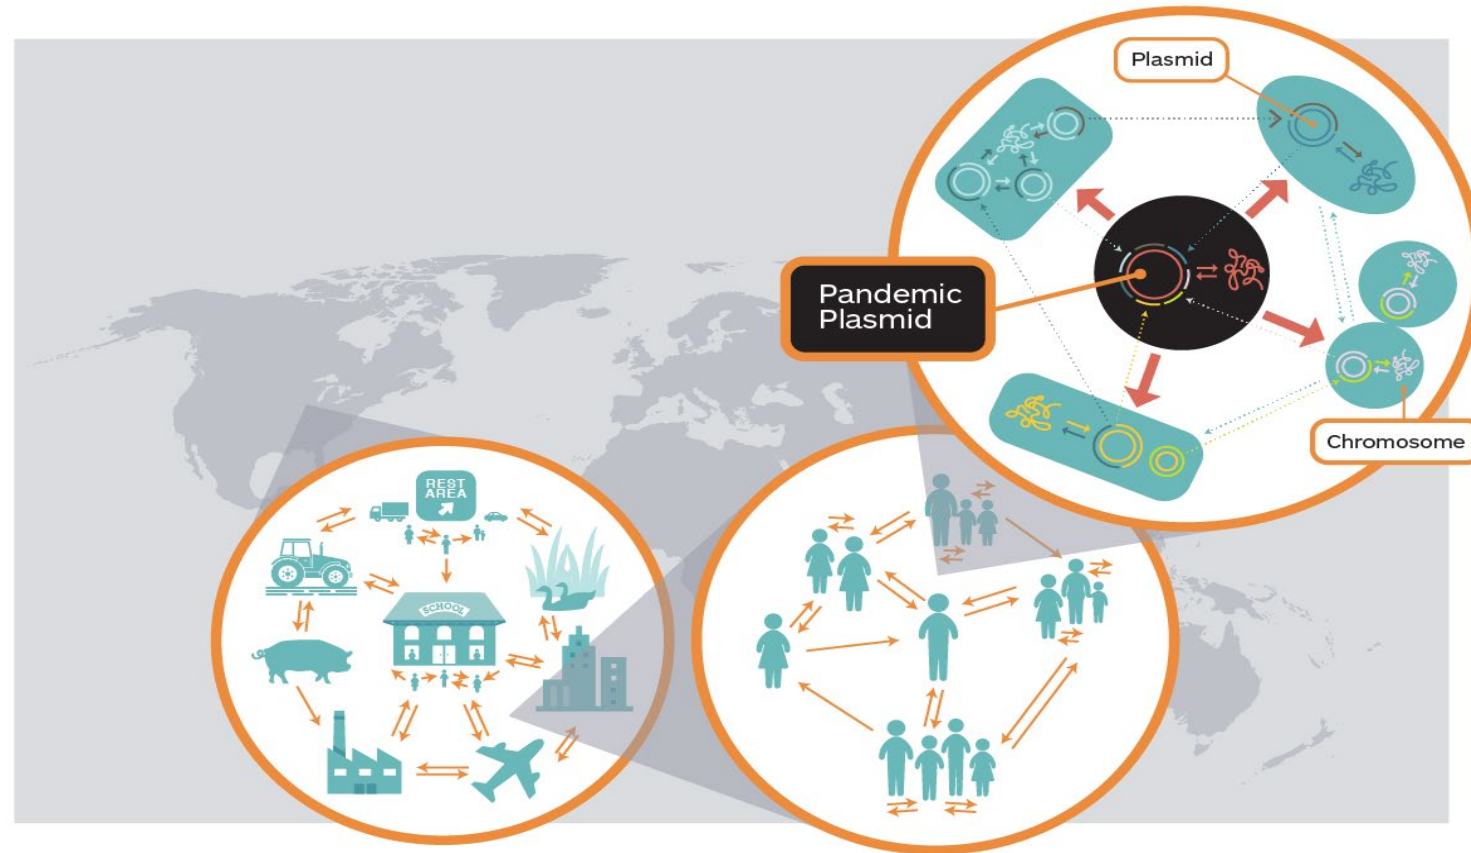 Plasmid
Pandemic
Plasmid
Chromosome
REST
AREA
SCHOOL